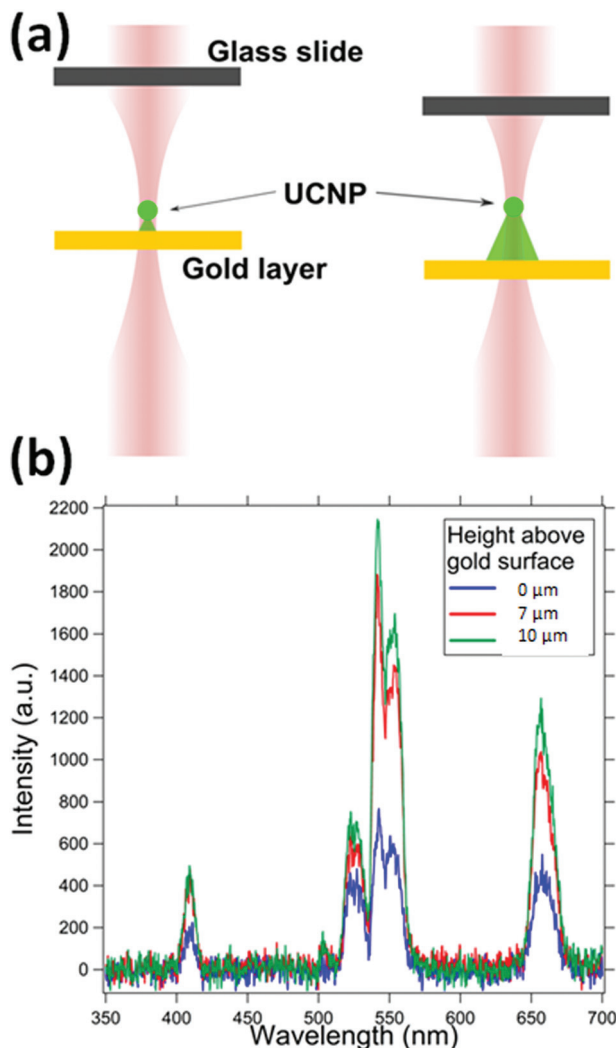 (a)
Glass slide
UCNP
Gold layer
(b)
2200
2000
1800
1600
1400
1200
1000
800
600
400
200
0
Intensity (a.u.)
Height above
gold surface
0 µm
7 µm
10 µm
350 400 450 500 550 600 650 700
Wavelength (nm)